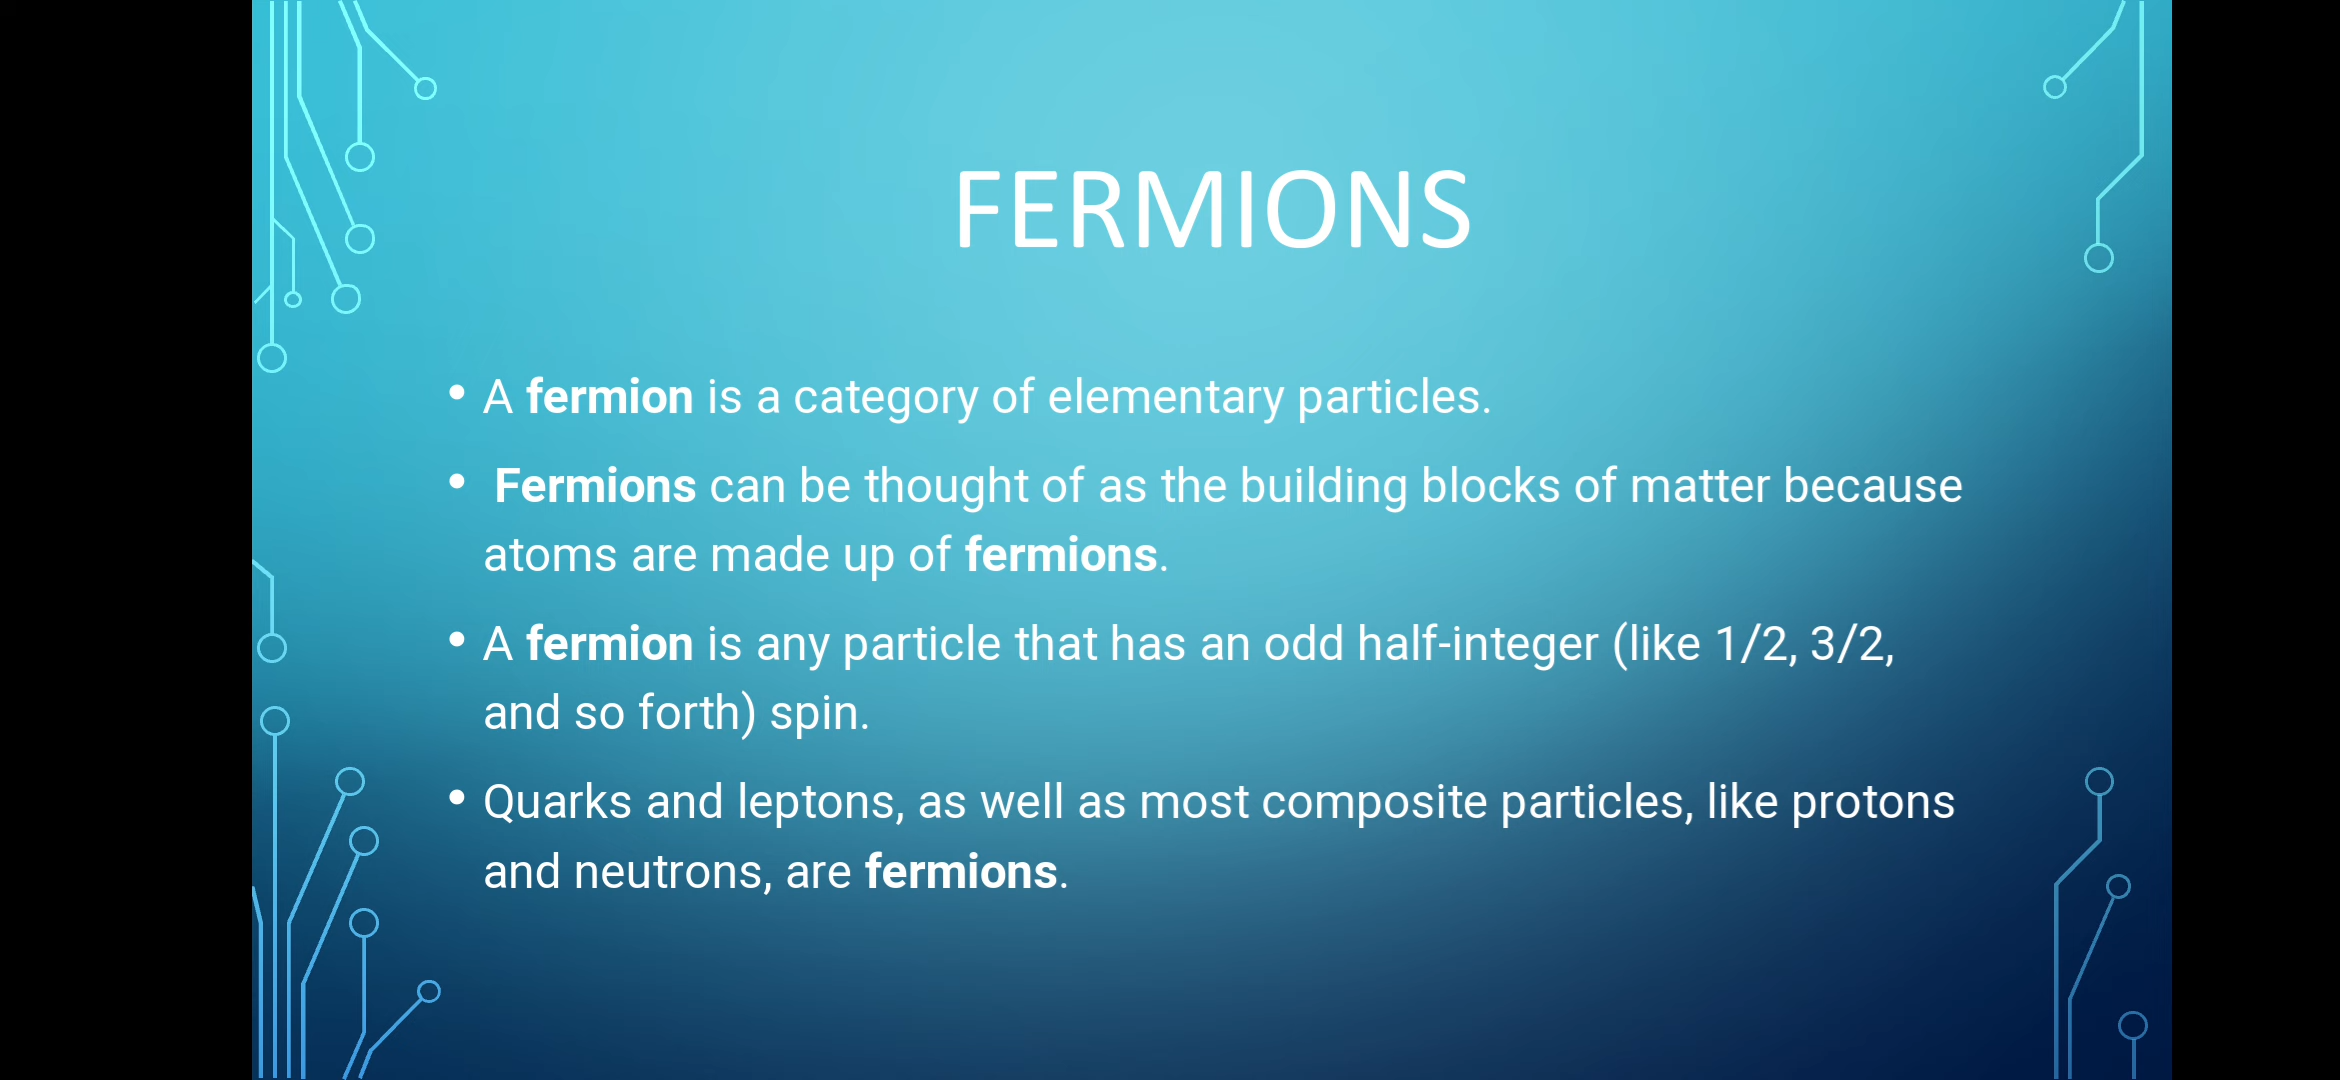 FERMIONS
• A fermion is a category of elementary particles.
• Fermions can be thought of as the building blocks of matter because
atoms are made up of fermions.
• A fermion is any particle that has an odd half-integer (like 1/2, 3/2,
and so forth) spin.
• Quarks and leptons, as well as most composite particles, like protons
and neutrons, are fermions.